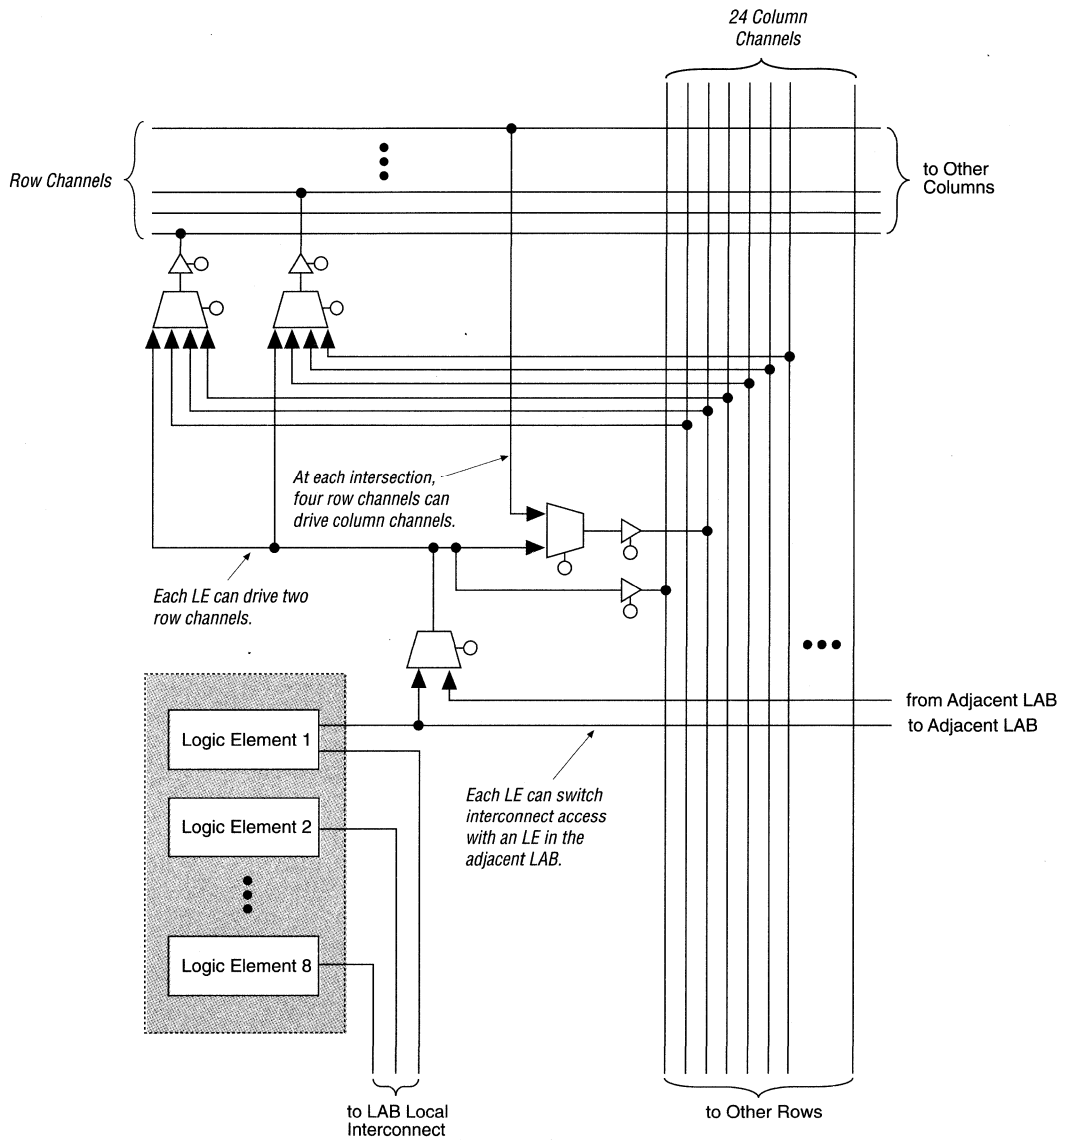 24 Column
Channels
Row Channels
to Other
Columns
At each intersection,
four row channels can
drive column channels.
Each LE can drive two
row channels.
from Adjacent LAB
to Adjacent LAB
Logic Element 1
Each LE can switch
interconnect access
with an LE in the
adjacent LAB.
Logic Element 2
Logic Element 8
to LAB Local
Interconnect
to Other Rows